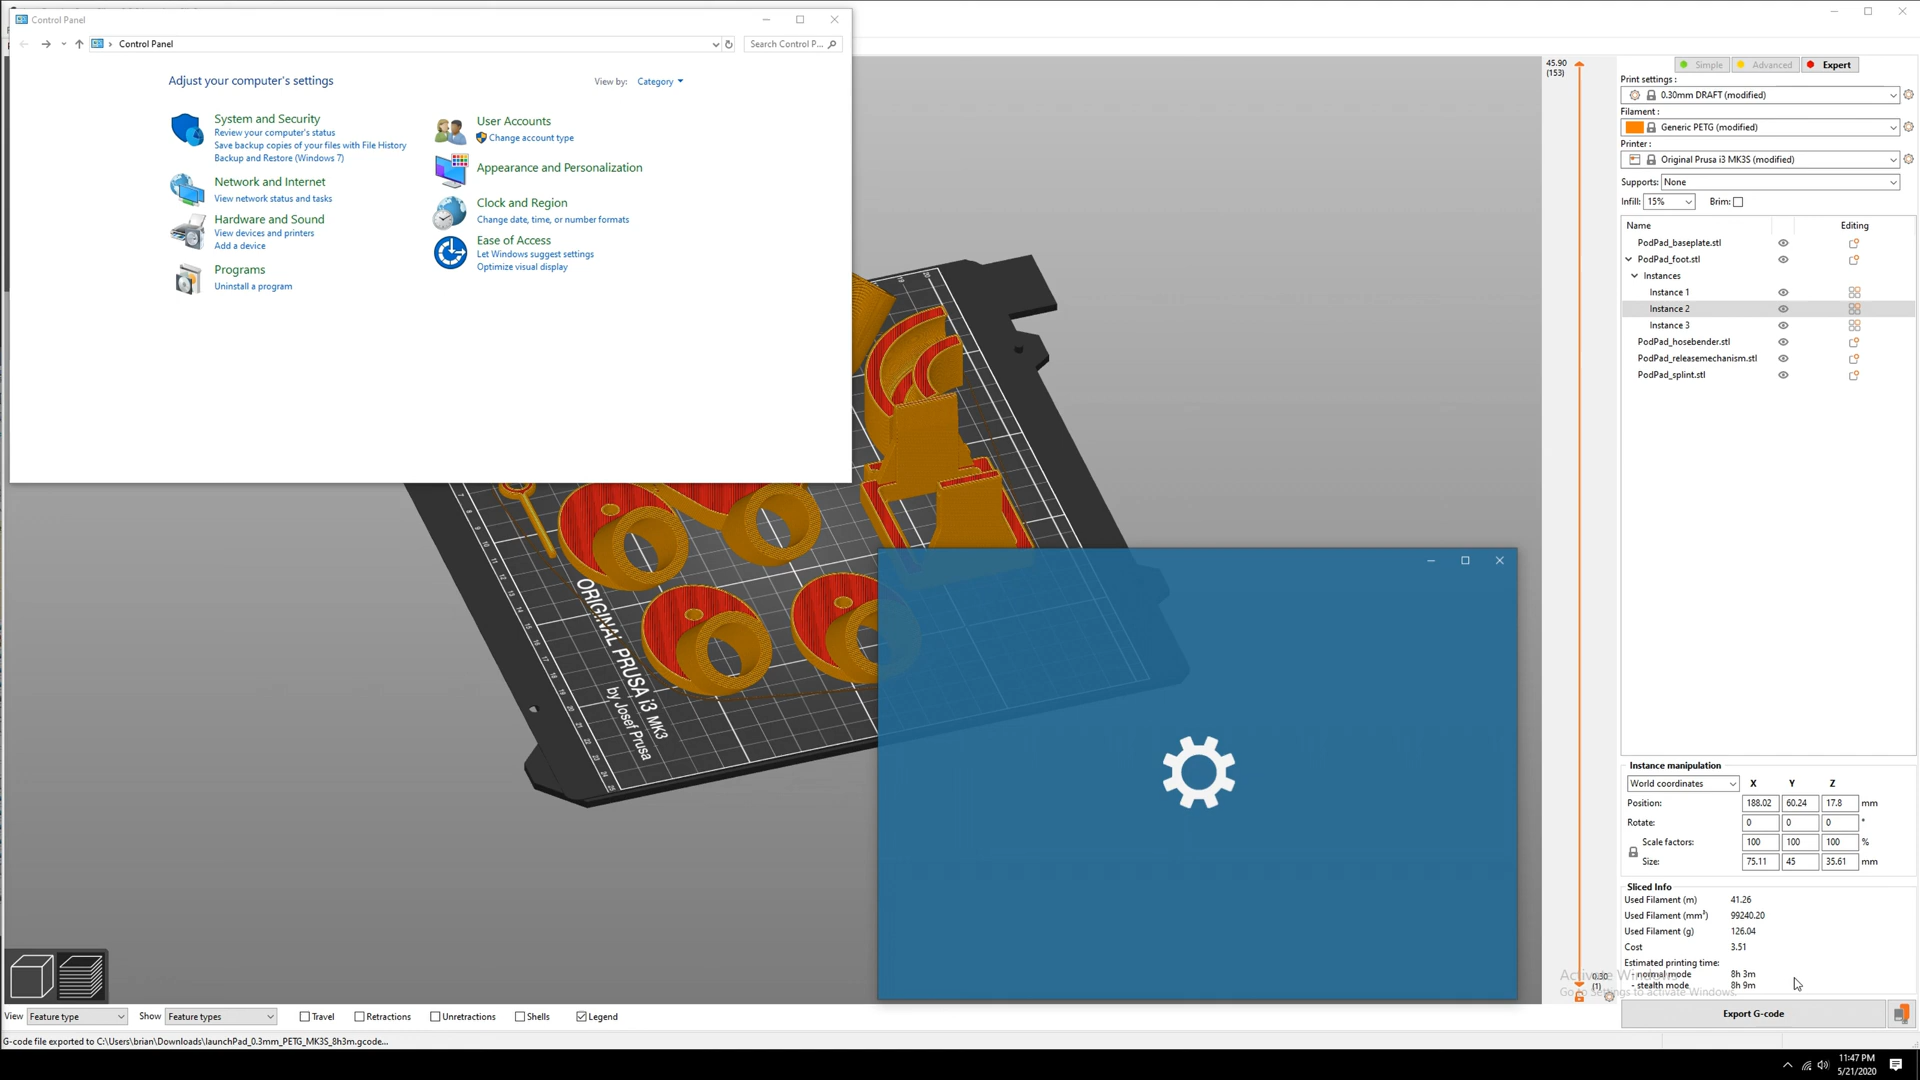 Control Panel
Control Panel
Search Control P...
Adjust your computer's settings
View by: Category
System and Security
Review your computer's status
Save backup copies of your files with File History
Backup and Restore (Windows 7)
Network and Internet
View network status and tasks
Hardware and Sound
View devices and printers
Add a device
Programs
Uninstall a program
User Accounts
Change account type
Appearance and Personalization
Clock and Region
Change date, time, or number formats
Ease of Access
Let Windows suggest settings
Optimize visual display
ORIGINAL PRUSA i3 MK3
by Josef Prusa
45.90
(153)
Simple Advanced Expert
Print settings :
0.30mm DRAFT (modified)
Filament :
Generic PETG (modified)
Printer :
Original Prusa i3 MK3S (modified)
Supports: None
Infill: 15% Brim:
Name Editing
PodPad_baseplate.stl
PodPad_foot.stl
Instances
Instance 1
Instance 2
Instance 3
PodPad_hosebender.stl
PodPad_releasemechanism.stl
PodPad_splint.stl
Instance manipulation
World coordinates X Y Z
Position: 188.02 60.24 17.8 mm
Rotate: 0 0 0 °
Scale factors: 100 100 100 %
Size: 75.11 45 35.61 mm
Sliced Info
Used Filament (m) 41.26
Used Filament (mm³) 99240.20
Used Filament (g) 126.04
Cost 3.51
Estimated printing time:
- normal mode 8h 3m
- stealth mode 8h 9m
Activate Windows
Go to Settings to activate Windows.
0.30
(1)
Export G-code
View Feature type Show Feature types Travel Retractions Unretractions Shells Legend
G-code file exported to C:\Users\brian\Downloads\launchPad_0.3mm_PETG_MK3S_8h3m.gcode...
11:47 PM
5/21/2020